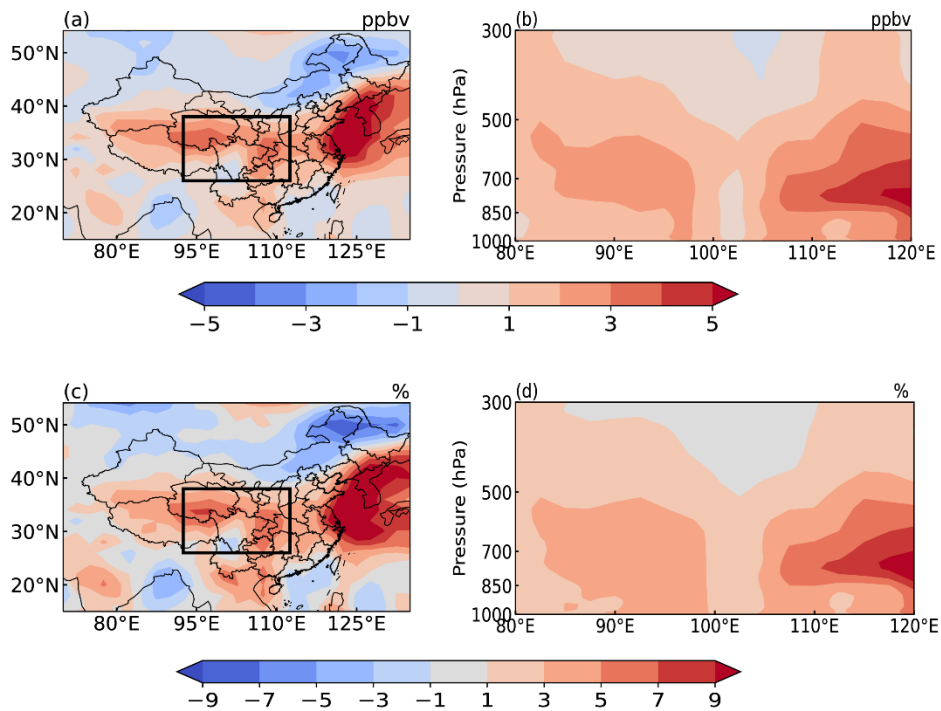 (a) ppbv
50°N
40°N
30°N
20°N
80°E 95°E 110°E 125°E
(b) ppbv
Pressure (hPa)
300
500
700
850
1000
80°E 90°E 100°E 110°E 120°E
−5 −3 −1 1 3 5
(c) %
50°N
40°N
30°N
20°N
80°E 95°E 110°E 125°E
(d) %
Pressure (hPa)
300
500
700
850
1000
80°E 90°E 100°E 110°E 120°E
−9 −7 −5 −3 −1 1 3 5 7 9